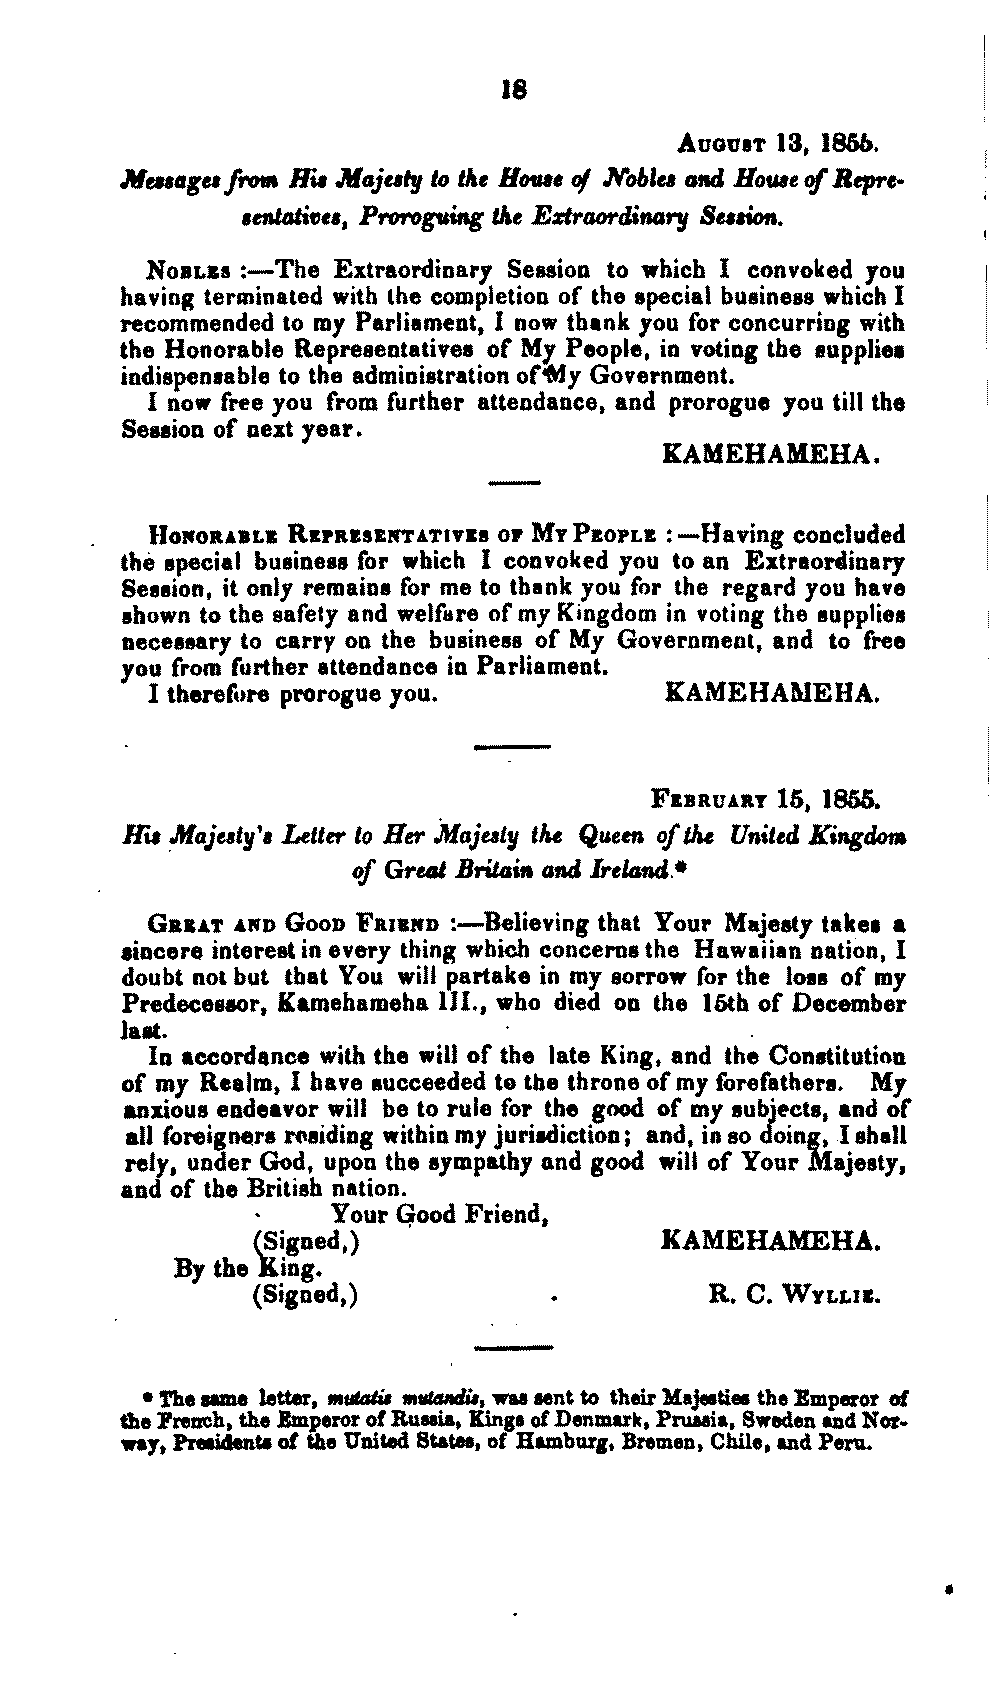 18
AUGUST 13, 1855.
Messages from His Majesty to the House of Nobles and House of Repre-
sentatives, Proroguing the Extraordinary Session.
NOBLES :—The Extraordinary Session to which I convoked you
having terminated with the completion of the special business which I
recommended to my Parliament, I now thank you for concurring with
the Honorable Representatives of My People, in voting the supplies
indispensable to the administration of My Government.
I now free you from further attendance, and prorogue you till the
Session of next year.
KAMEHAMEHA.
HONORABLE REPRESENTATIVES OF MY PEOPLE :—Having concluded
the special business for which I convoked you to an Extraordinary
Session, it only remains for me to thank you for the regard you have
shown to the safety and welfare of my Kingdom in voting the supplies
necessary to carry on the business of My Government, and to free
you from further attendance in Parliament.
I therefore prorogue you. KAMEHAMEHA.
FEBRUARY 15, 1855.
His Majesty's Letter to Her Majesty the Queen of the United Kingdom
of Great Britain and Ireland.*
GREAT AND GOOD FRIEND :—Believing that Your Majesty takes a
sincere interest in every thing which concerns the Hawaiian nation, I
doubt not but that You will partake in my sorrow for the loss of my
Predecessor, Kamehameha III., who died on the 15th of December
last.
In accordance with the will of the late King, and the Constitution
of my Realm, I have succeeded to the throne of my forefathers. My
anxious endeavor will be to rule for the good of my subjects, and of
all foreigners residing within my jurisdiction; and, in so doing, I shall
rely, under God, upon the sympathy and good will of Your Majesty,
and of the British nation.
Your Good Friend,
(Signed,) KAMEHAMEHA.
By the King.
(Signed,) R. C. WYLLIE.
* The same letter, mutatis mutandis, was sent to their Majesties the Emperor of
the French, the Emperor of Russia, Kings of Denmark, Prussia, Sweden and Nor-
way, Presidents of the United States, of Hamburg, Bremen, Chile, and Peru.